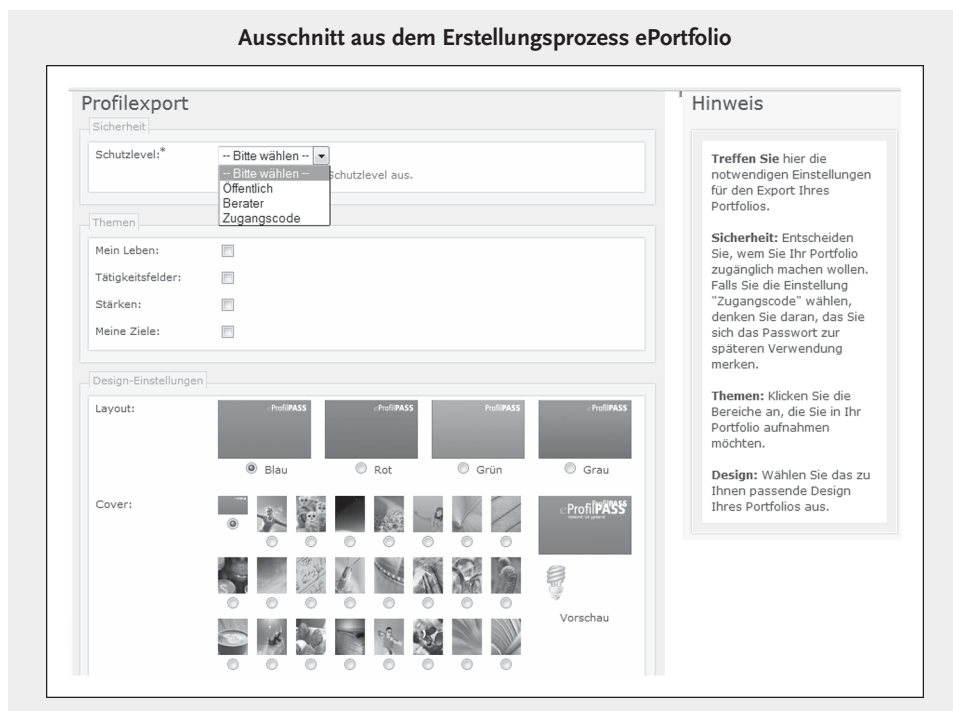 Ausschnitt aus dem Erstellungsprozess ePortfolio
Profilexport
Sicherheit
Schutzlevel:*
-- Bitte wählen --
-- Bitte wählen --
Schutzlevel aus.
Öffentlich
Berater
Zugangscode
Themen
Mein Leben:
Tätigkeitsfelder:
Stärken:
Meine Ziele:
Design-Einstellungen
Layout:
eProfilPASS
eProfilPASS
ProfilPASS
eProfilPASS
Blau
Rot
Grün
Grau
Cover:
eProfilPASS
Vorschau
Hinweis
Treffen Sie hier die
notwendigen Einstellungen
für den Export Ihres
Portfolios.
Sicherheit: Entscheiden
Sie, wem Sie Ihr Portfolio
zugänglich machen wollen.
Falls Sie die Einstellung
"Zugangscode" wählen,
denken Sie daran, das Sie
sich das Passwort zur
späteren Verwendung
merken.
Themen: Klicken Sie die
Bereiche an, die Sie in Ihr
Portfolio aufnahmen
möchten.
Design: Wählen Sie das zu
Ihnen passende Design
Ihres Portfolios aus.